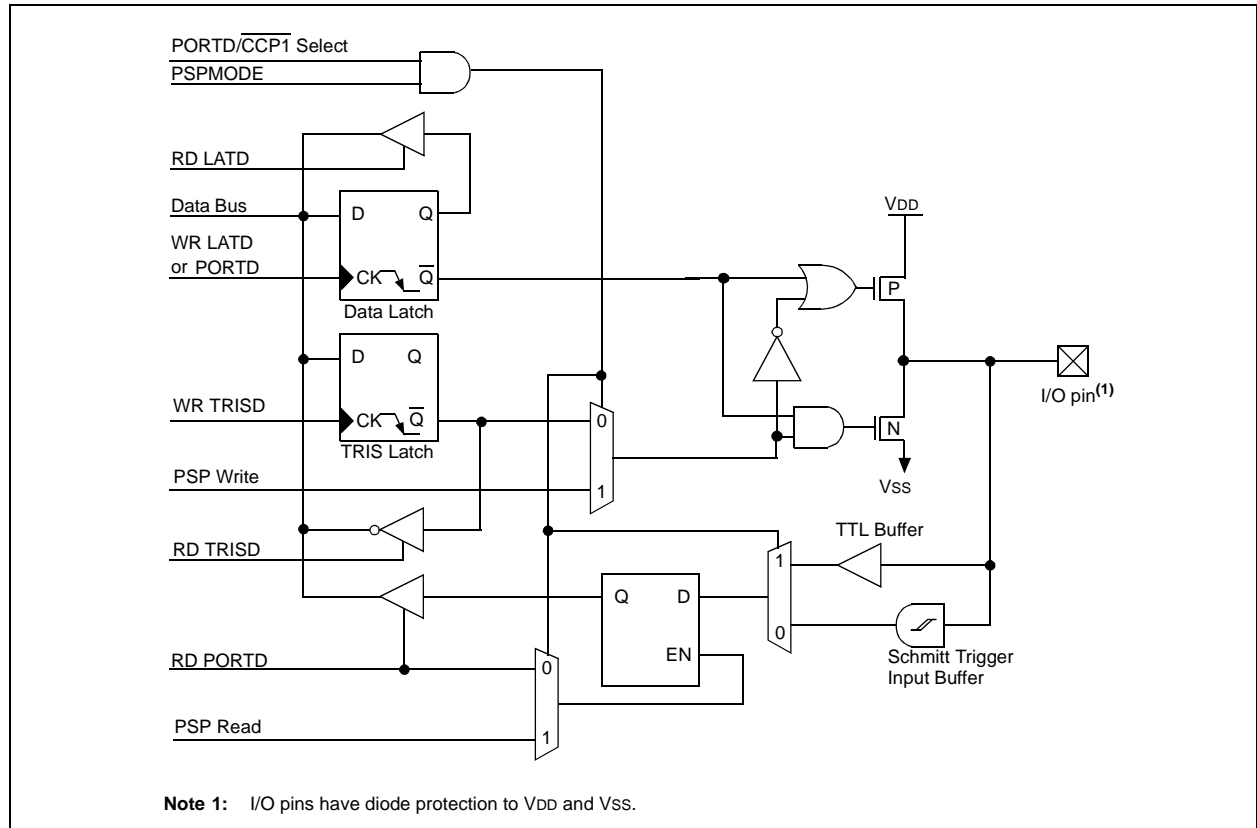 PORTD/CCP1 Select
PSPMODE
RD LATD
Data Bus
D Q
WR LATD
or PORTD
CK Q
Data Latch
VDD
P
D Q
WR TRISD
CK Q
TRIS Latch
0
1
PSP Write
N
VSS
I/O pin(1)
RD TRISD
TTL Buffer
1
0
Q D
EN
Schmitt Trigger
Input Buffer
RD PORTD
0
1
PSP Read
Note 1: I/O pins have diode protection to VDD and VSS.